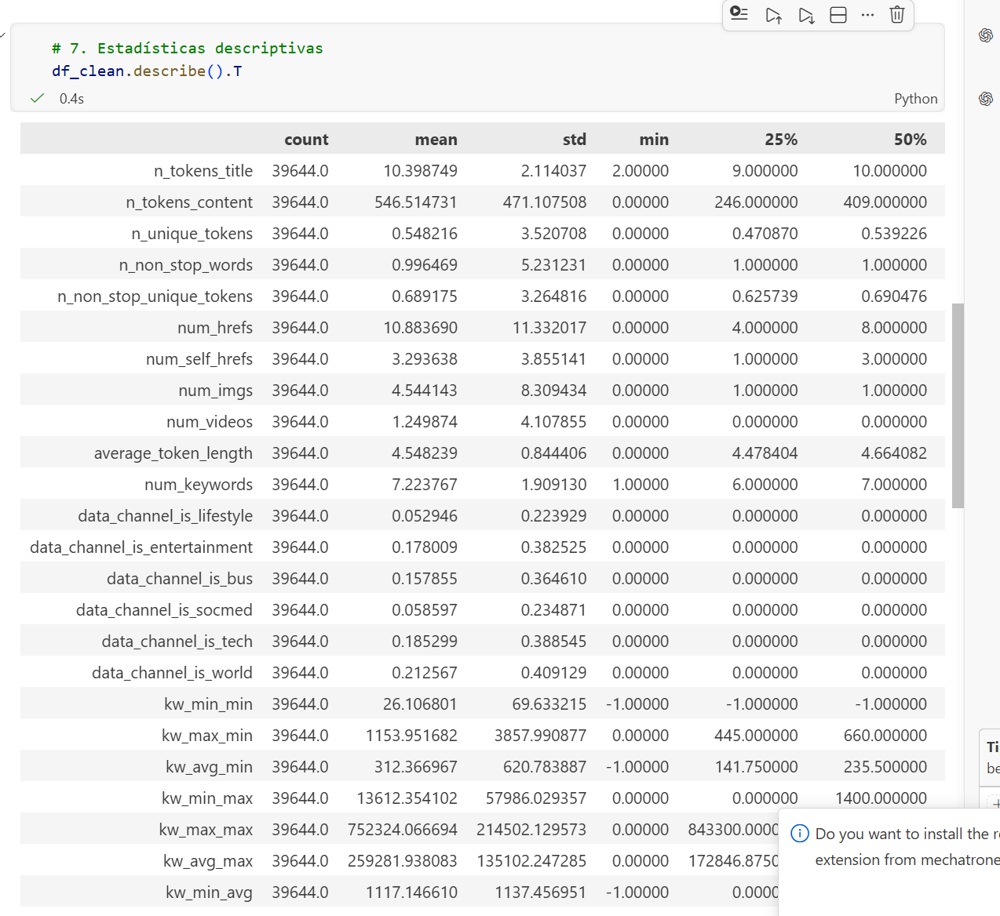 # 7. Estadísticas descriptivas
df_clean.describe().T
0.4s Python
count mean std min 25% 50%
n_tokens_title 39644.0 10.398749 2.114037 2.00000 9.000000 10.000000
n_tokens_content 39644.0 546.514731 471.107508 0.00000 246.000000 409.000000
n_unique_tokens 39644.0 0.548216 3.520708 0.00000 0.470870 0.539226
n_non_stop_words 39644.0 0.996469 5.231231 0.00000 1.000000 1.000000
n_non_stop_unique_tokens 39644.0 0.689175 3.264816 0.00000 0.625739 0.690476
num_hrefs 39644.0 10.883690 11.332017 0.00000 4.000000 8.000000
num_self_hrefs 39644.0 3.293638 3.855141 0.00000 1.000000 3.000000
num_imgs 39644.0 4.544143 8.309434 0.00000 1.000000 1.000000
num_videos 39644.0 1.249874 4.107855 0.00000 0.000000 0.000000
average_token_length 39644.0 4.548239 0.844406 0.00000 4.478404 4.664082
num_keywords 39644.0 7.223767 1.909130 1.00000 6.000000 7.000000
data_channel_is_lifestyle 39644.0 0.052946 0.223929 0.00000 0.000000 0.000000
data_channel_is_entertainment 39644.0 0.178009 0.382525 0.00000 0.000000 0.000000
data_channel_is_bus 39644.0 0.157855 0.364610 0.00000 0.000000 0.000000
data_channel_is_socmed 39644.0 0.058597 0.234871 0.00000 0.000000 0.000000
data_channel_is_tech 39644.0 0.185299 0.388545 0.00000 0.000000 0.000000
data_channel_is_world 39644.0 0.212567 0.409129 0.00000 0.000000 0.000000
kw_min_min 39644.0 26.106801 69.633215 -1.00000 -1.000000 -1.000000
kw_max_min 39644.0 1153.951682 3857.990877 0.00000 445.000000 660.000000
kw_avg_min 39644.0 312.366967 620.783887 -1.00000 141.750000 235.500000
kw_min_max 39644.0 13612.354102 57986.029357 0.00000 0.000000 1400.000000
kw_max_max 39644.0 752324.066694 214502.129573 0.00000 843300.0000
kw_avg_max 39644.0 259281.938083 135102.247285 0.00000 172846.8750
kw_min_avg 39644.0 1117.146610 1137.456951 -1.00000 0.0000
Ti
be
Do you want to install the r
extension from mechatrone